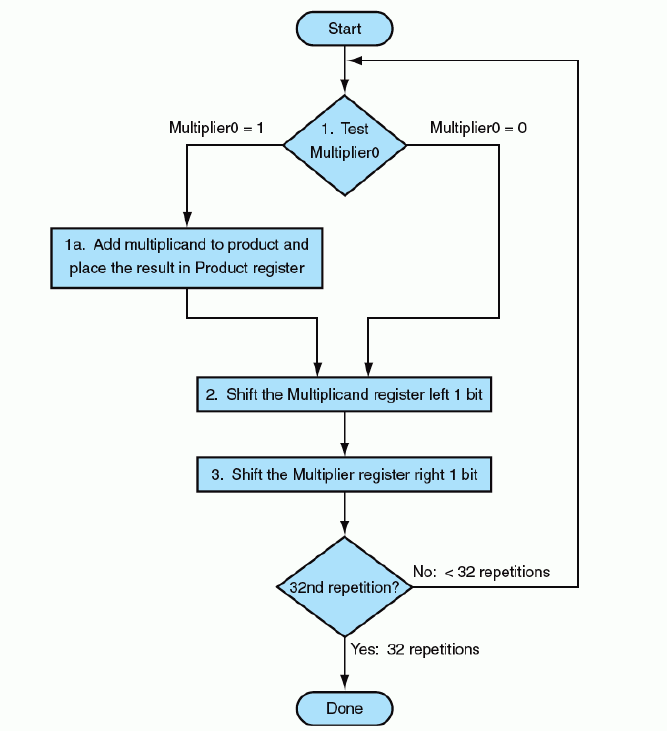 Start
1. Test
Multiplier0
Multiplier0 = 1
Multiplier0 = 0
1a. Add multiplicand to product and
place the result in Product register
2. Shift the Multiplicand register left 1 bit
3. Shift the Multiplier register right 1 bit
32nd repetition?
No: < 32 repetitions
Yes: 32 repetitions
Done